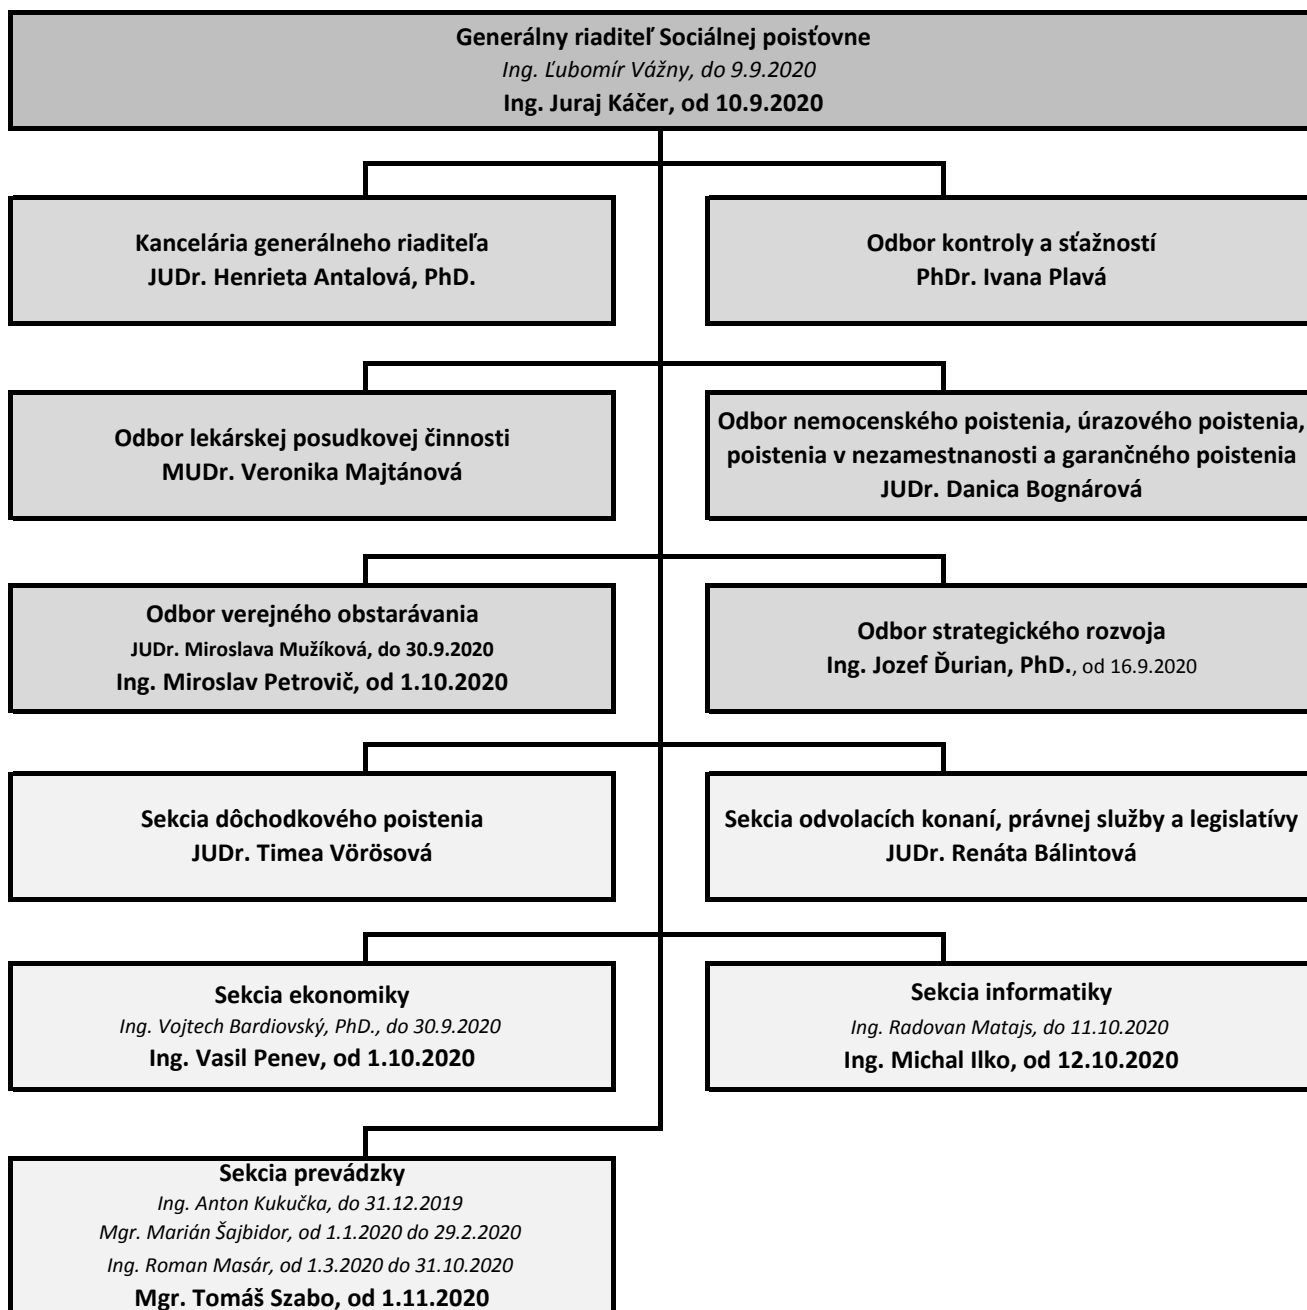 Generálny riaditeľ Sociálnej poisťovne
Ing. Ľubomír Vážny, do 9.9.2020
Ing. Juraj Káčer, od 10.9.2020
Kancelária generálneho riaditeľa
JUDr. Henrieta Antalová, PhD.
Odbor kontroly a sťažností
PhDr. Ivana Plavá
Odbor lekárskej posudkovej činnosti
MUDr. Veronika Majtánová
Odbor nemocenského poistenia, úrazového poistenia,
poistenia v nezamestnanosti a garančného poistenia
JUDr. Danica Bognárová
Odbor verejného obstarávania
JUDr. Miroslava Mužíková, do 30.9.2020
Ing. Miroslav Petrovič, od 1.10.2020
Odbor strategického rozvoja
Ing. Jozef Ďurian, PhD., od 16.9.2020
Sekcia dôchodkového poistenia
JUDr. Timea Vörösová
Sekcia odvolacích konaní, právnej služby a legislatívy
JUDr. Renáta Bálintová
Sekcia ekonomiky
Ing. Vojtech Bardiovský, PhD., do 30.9.2020
Ing. Vasil Penev, od 1.10.2020
Sekcia informatiky
Ing. Radovan Matajs, do 11.10.2020
Ing. Michal Ilko, od 12.10.2020
Sekcia prevádzky
Ing. Anton Kukučka, do 31.12.2019
Mgr. Marián Šajbidor, od 1.1.2020 do 29.2.2020
Ing. Roman Masár, od 1.3.2020 do 31.10.2020
Mgr. Tomáš Szabo, od 1.11.2020